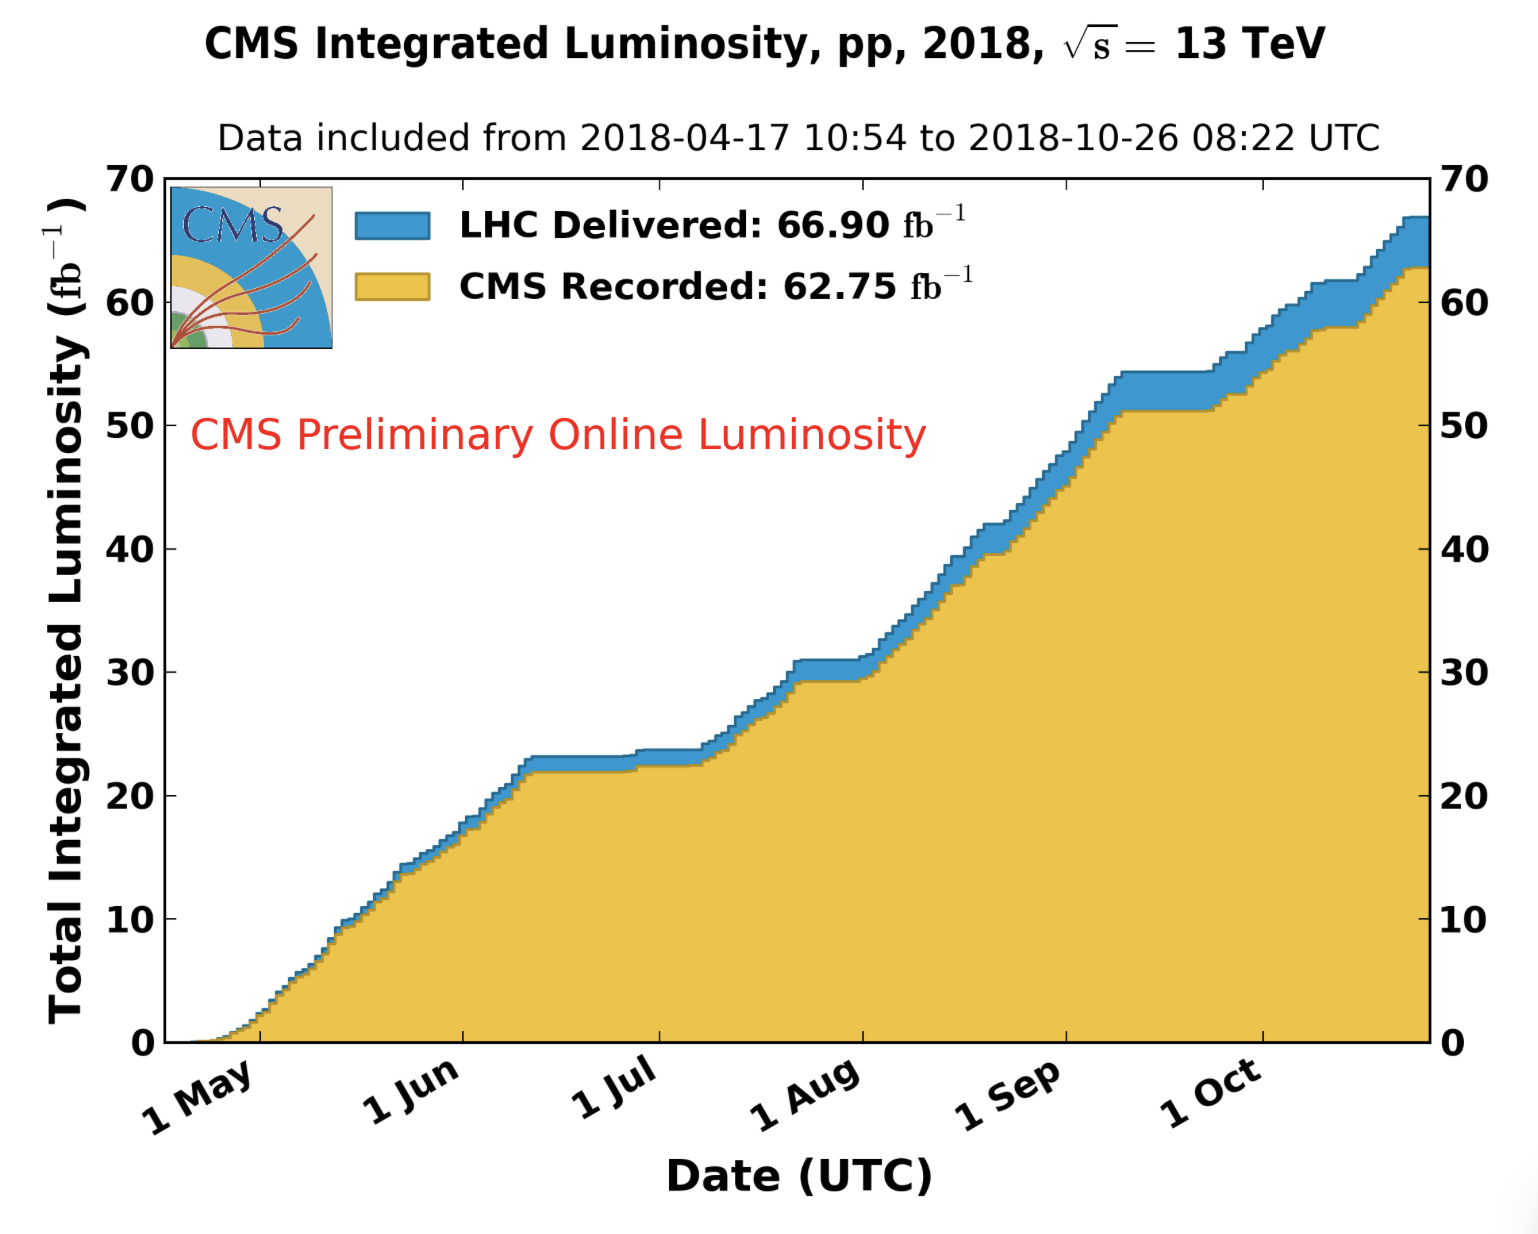 CMS Integrated Luminosity, pp, 2018, √s = 13 TeV
Data included from 2018-04-17 10:54 to 2018-10-26 08:22 UTC
CMS
LHC Delivered: 66.90 fb⁻¹
CMS Recorded: 62.75 fb⁻¹
CMS Preliminary Online Luminosity
Total Integrated Luminosity (fb⁻¹)
70
60
50
40
30
20
10
0
70
60
50
40
30
20
10
0
1 May
1 Jun
1 Jul
1 Aug
1 Sep
1 Oct
Date (UTC)